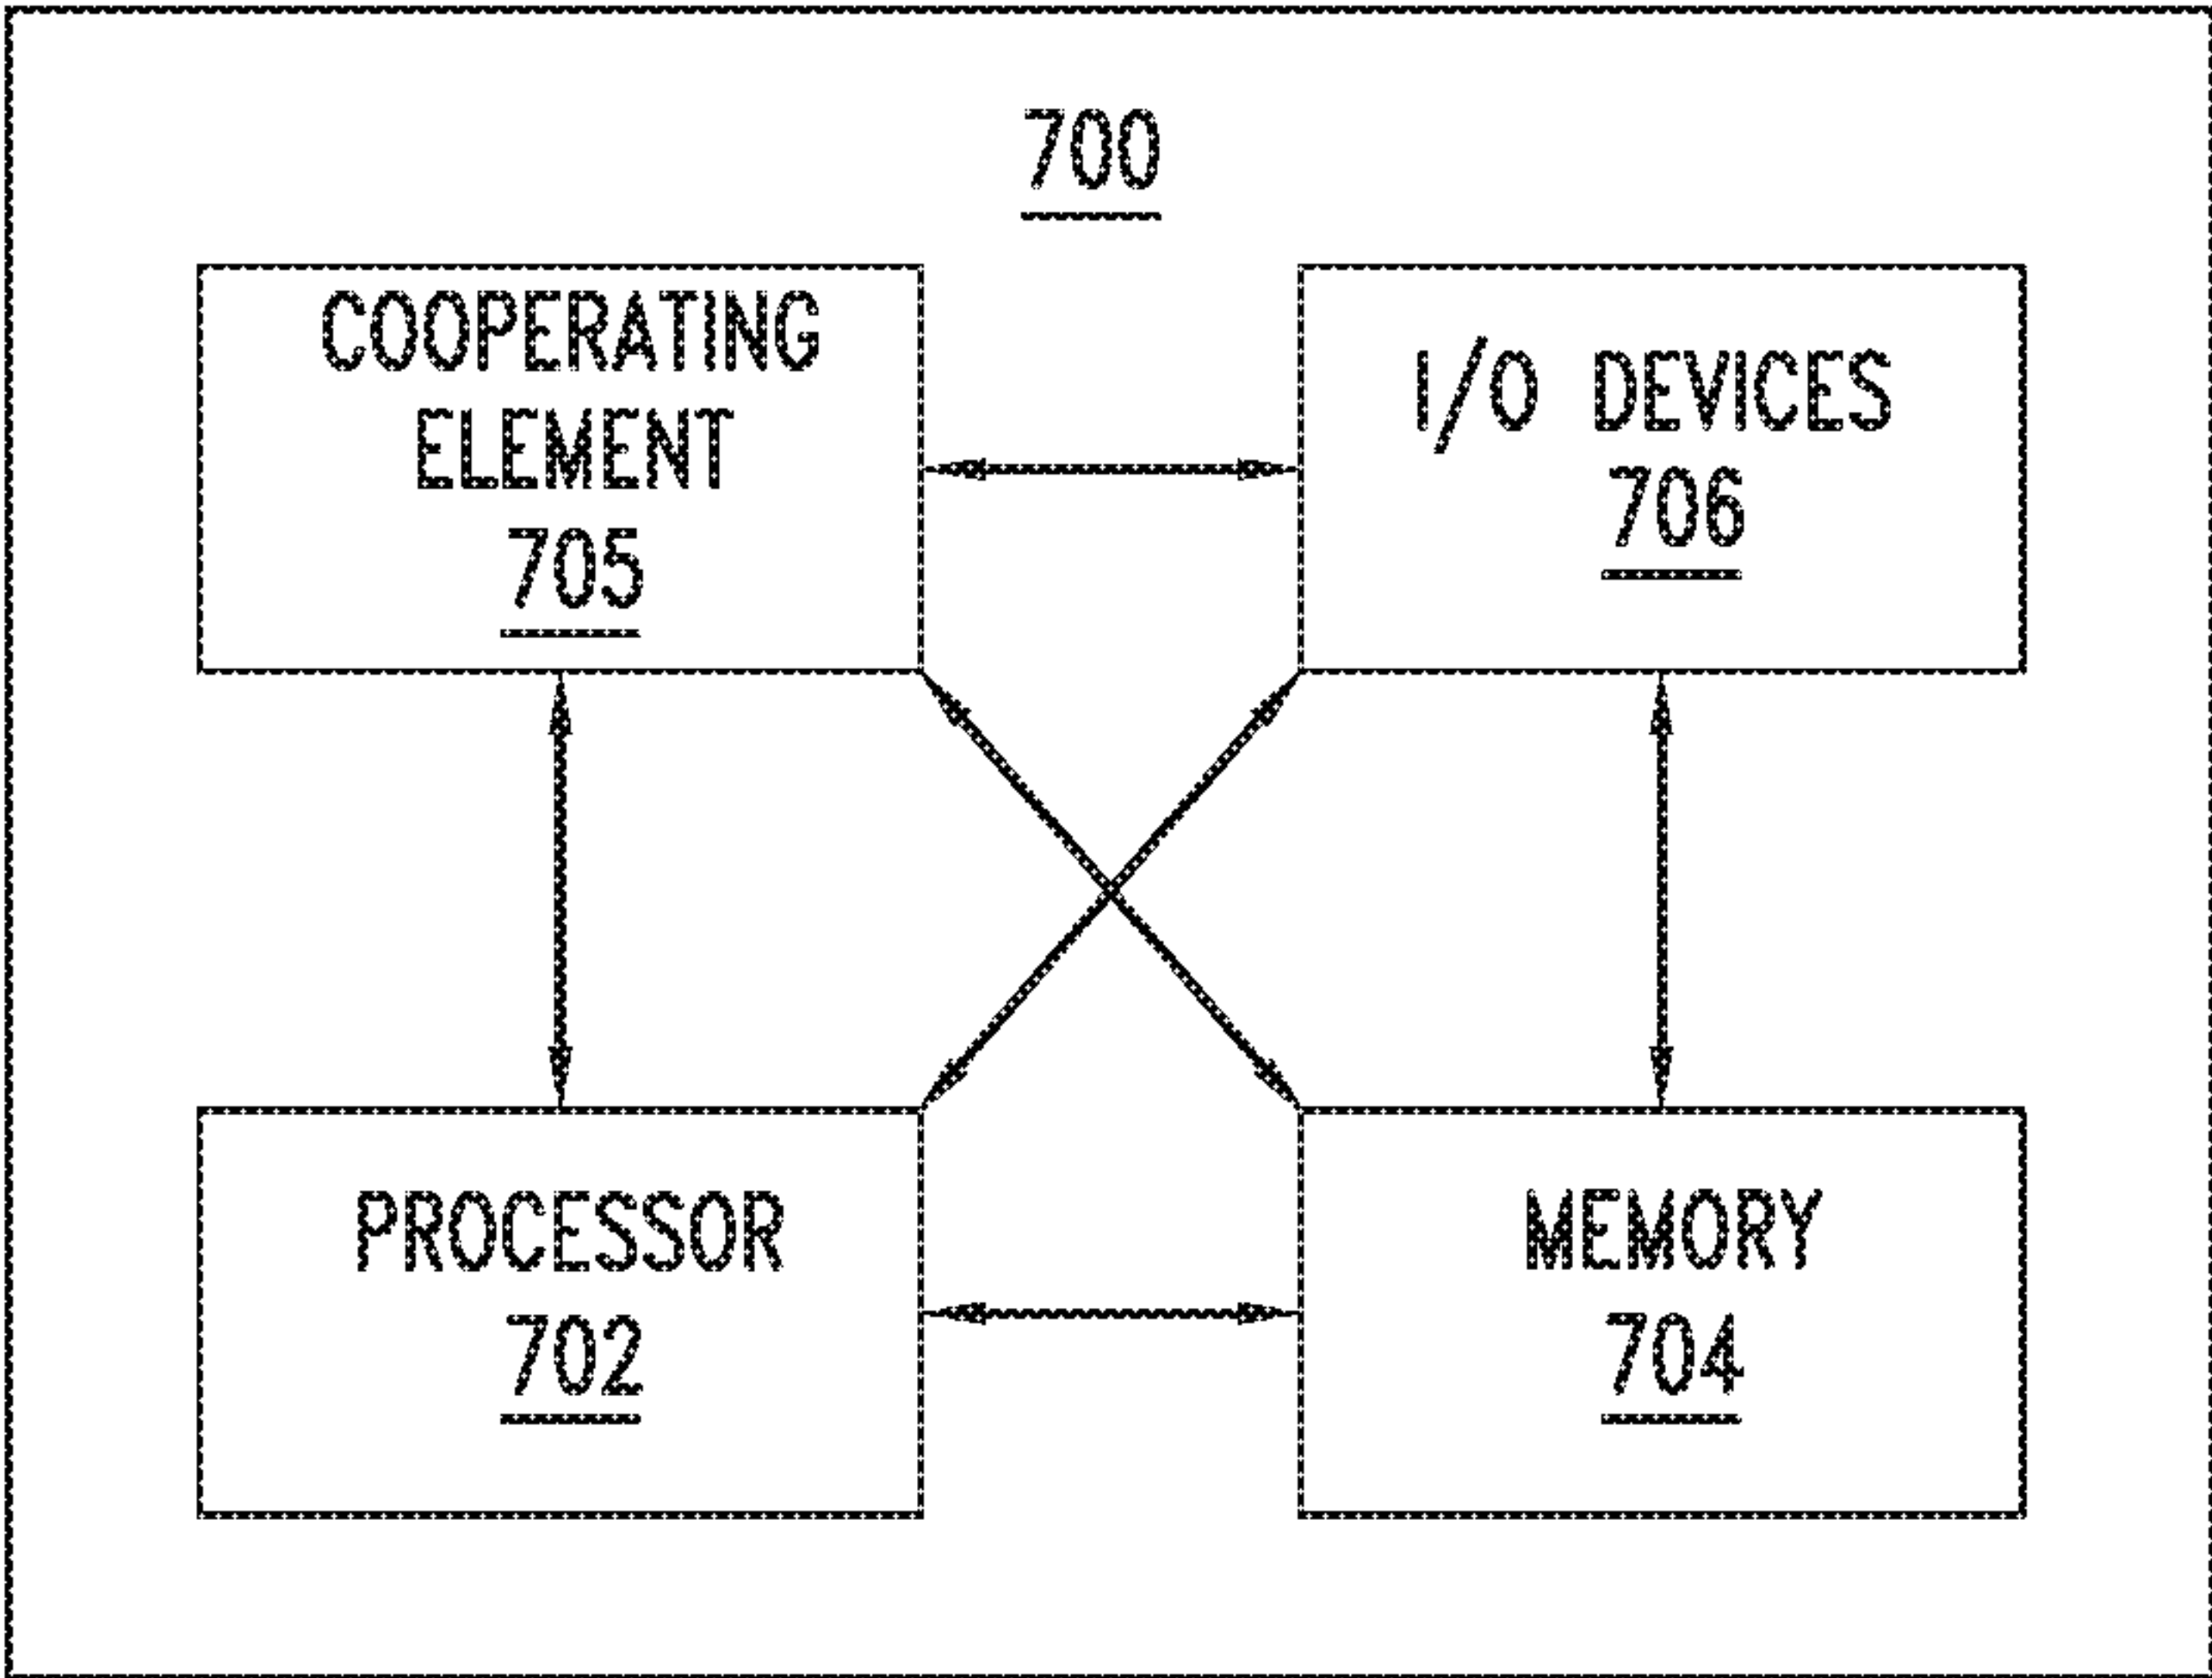 700
COOPERATING
ELEMENT
705
I/O DEVICES
706
PROCESSOR
702
MEMORY
704